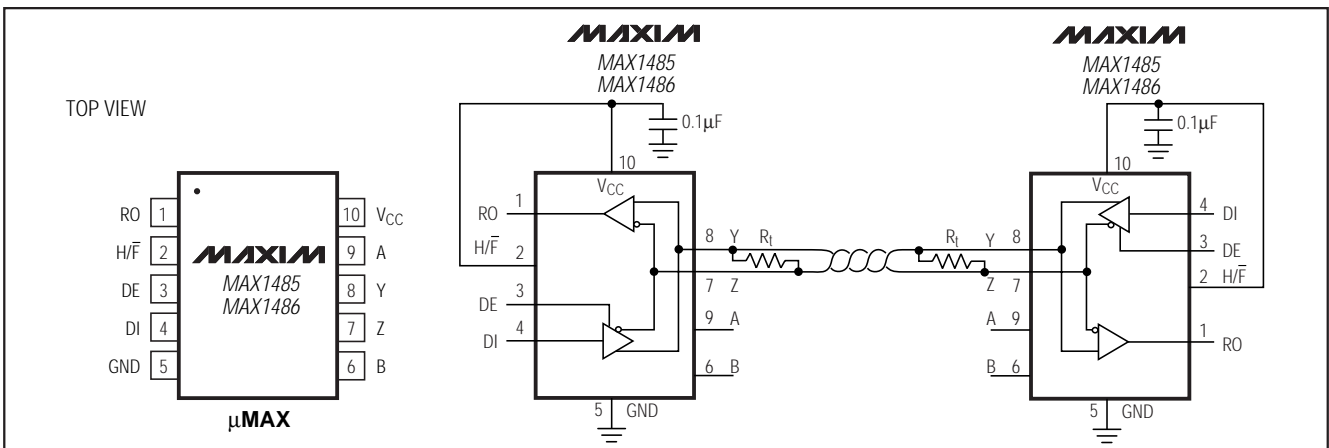 TOP VIEW
MAXIM
MAX1485
MAX1486
RO 1
H/F̅ 2
DE 3
DI 4
GND 5
10 VCC
9 A
8 Y
7 Z
6 B
µMAX
MAXIM
MAX1485
MAX1486
0.1µF
10
VCC
1
RO
H/F̅
2
3
DE
4
DI
8 Y
Rt
7 Z
9 A
6 B
5 GND
MAXIM
MAX1485
MAX1486
0.1µF
10
VCC
4
DI
3
DE
2 H/F̅
1
RO
Rt
Y 8
Z 7
A 9
B 6
5 GND